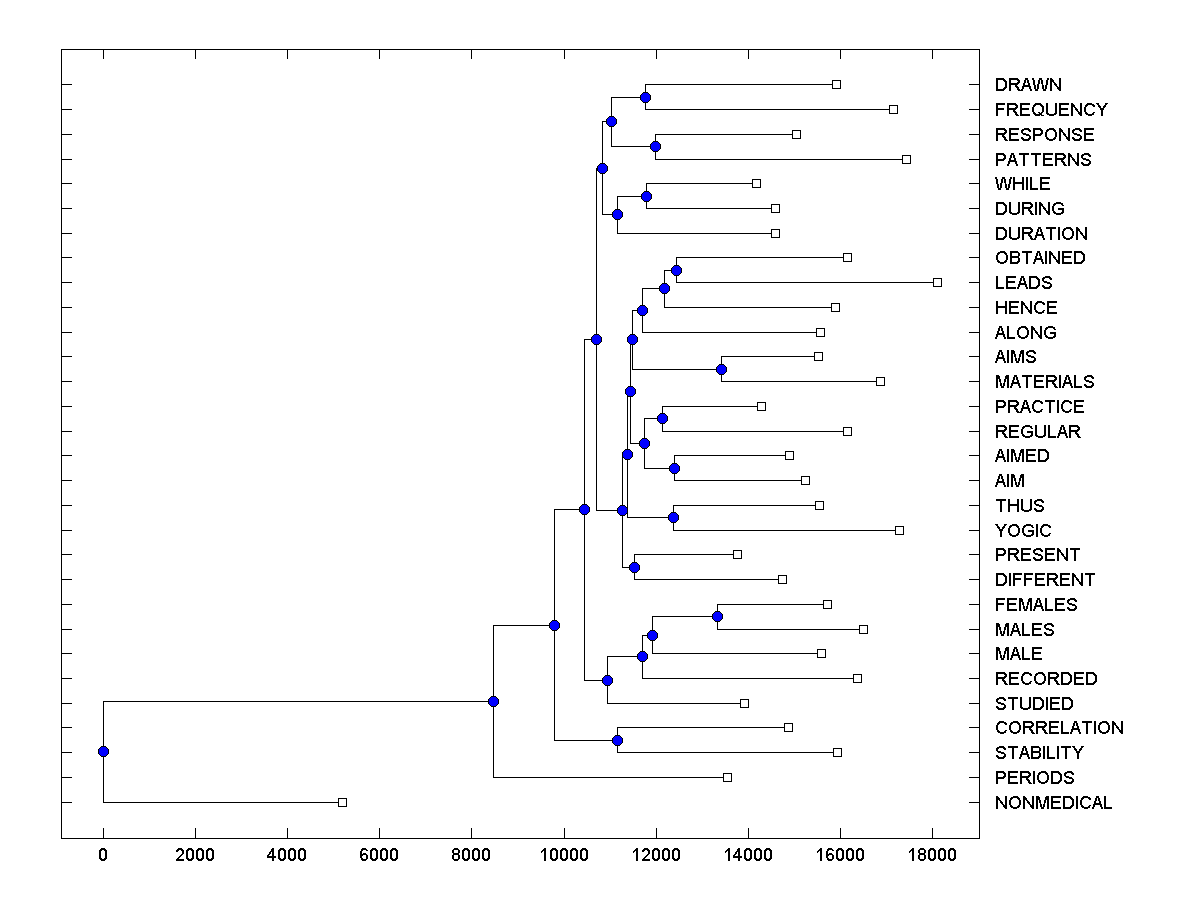 DRAWN
FREQUENCY
RESPONSE
PATTERNS
WHILE
DURING
DURATION
OBTAINED
LEADS
HENCE
ALONG
AIMS
MATERIALS
PRACTICE
REGULAR
AIMED
AIM
THUS
YOGIC
PRESENT
DIFFERENT
FEMALES
MALES
MALE
RECORDED
STUDIED
CORRELATION
STABILITY
PERIODS
NONMEDICAL
0 2000 4000 6000 8000 10000 12000 14000 16000 18000